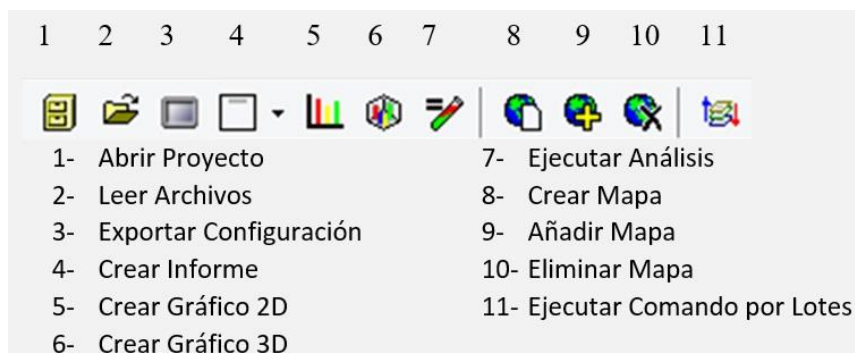 1 2 3 4 5 6 7 8 9 10 11
1- Abrir Proyecto
2- Leer Archivos
3- Exportar Configuración
4- Crear Informe
5- Crear Gráfico 2D
6- Crear Gráfico 3D
7- Ejecutar Análisis
8- Crear Mapa
9- Añadir Mapa
10- Eliminar Mapa
11- Ejecutar Comando por Lotes